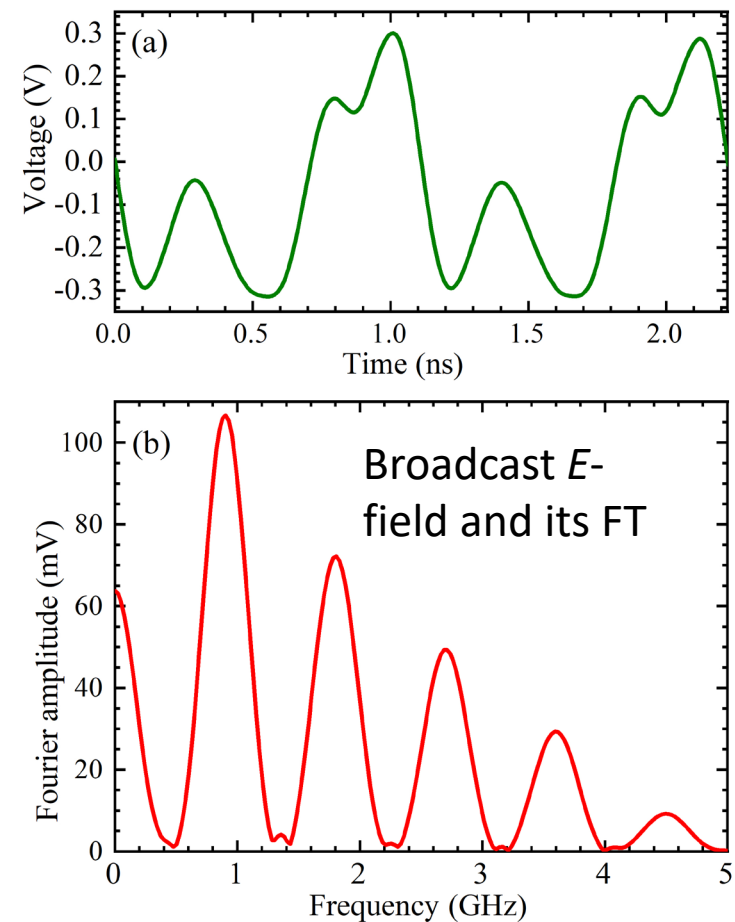 (a)
0.3
0.2
0.1
0.0
-0.1
-0.2
-0.3
Voltage (V)
0.0 0.5 1.0 1.5 2.0
Time (ns)
(b)
Broadcast E-
field and its FT
100
80
60
40
20
0
Fourier amplitude (mV)
0 1 2 3 4 5
Frequency (GHz)